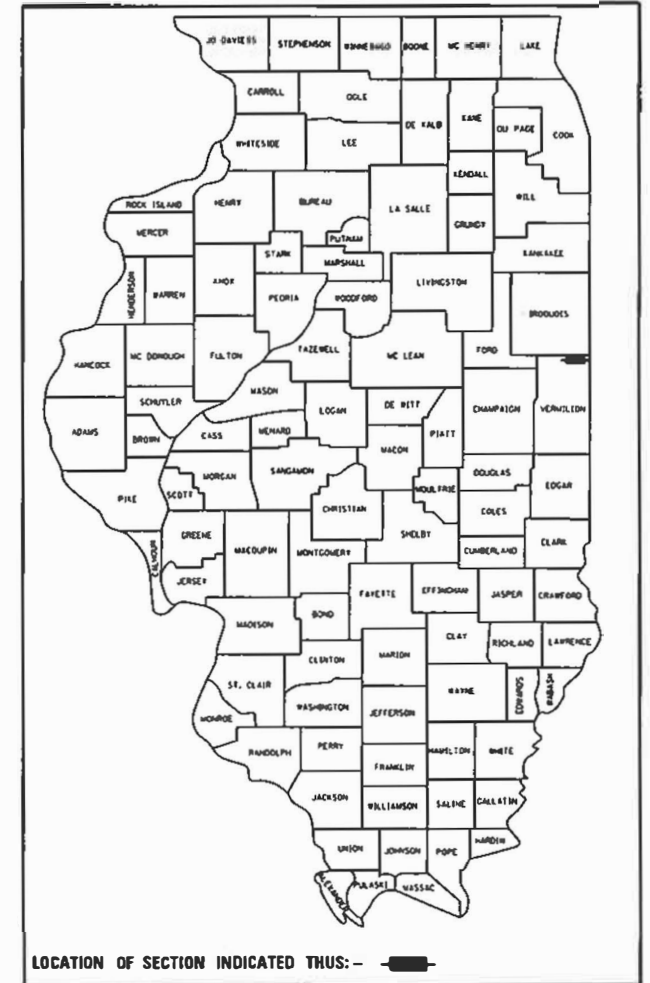 JO DAVIESS STEPHENSON WINNEBAGO BOONE MC HENRY LAKE
CARROLL OGLE
DE KALB KANE DU PAGE COOK
WHITESIDE LEE
KENDALL
ROCK ISLAND HENRY BUREAU LA SALLE WILL
GRUNDY
MERCER PUTNAM
STARK MARSHALL KANKAKEE
HENDERSON WARREN KNOX PEORIA WOODFORD LIVINGSTON
IROQUOIS
HANCOCK MC DONOUGH FULTON TAZEWELL MC LEAN FORD
MASON
SCHUYLER LOGAN DE WITT CHAMPAIGN VERMILION
ADAMS BROWN CASS MENARD PIATT
MACON
MORGAN SANGAMON DOUGLAS
PIKE SCOTT MOULTRIE EDGAR
CHRISTIAN COLES
GREENE MACOUPIN MONTGOMERY SHELBY CUMBERLAND CLARK
CALHOUN JERSEY
FAYETTE EFFINGHAM JASPER CRAWFORD
MADISON BOND
CLAY RICHLAND LAWRENCE
CLINTON MARION
ST. CLAIR WAYNE EDWARDS WABASH
MONROE WASHINGTON JEFFERSON
RANDOLPH PERRY HAMILTON WHITE
FRANKLIN
JACKSON WILLIAMSON SALINE GALLATIN
UNION JOHNSON POPE HARDIN
ALEXANDER PULASKI MASSAC
LOCATION OF SECTION INDICATED THUS:-